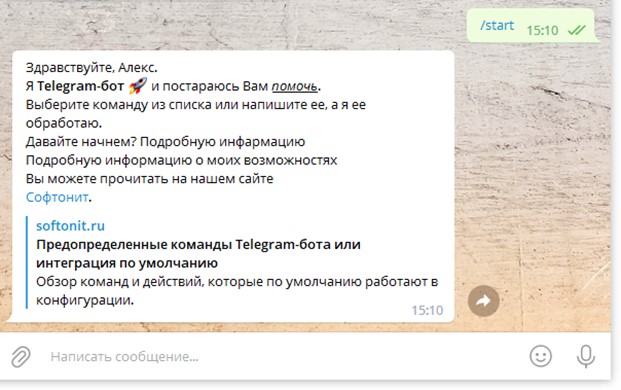 /start
15:10
Здравствуйте, Алекс.
Я Telegram-бот 🚀 и постараюсь Вам помочь.
Выберите команду из списка или напишите ее, а я ее
обработаю.
Давайте начнем? Подробную инфармацию
Подробную информацию о моих возможностях
Вы можете прочитать на нашем сайте
Софтонит.
softonit.ru
Предопределенные команды Telegram-бота или
интеграция по умолчанию
Обзор команд и действий, которые по умолчанию работают в
конфигурации.
15:10
Написать сообщение...